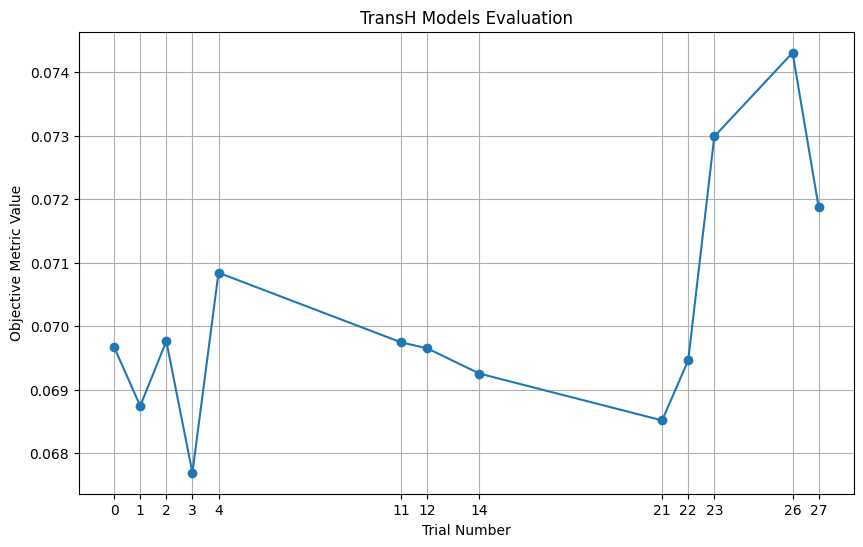 TransH Models Evaluation
Objective Metric Value
0.074
0.073
0.072
0.071
0.070
0.069
0.068
0 1 2 3 4 11 12 14 21 22 23 26 27
Trial Number